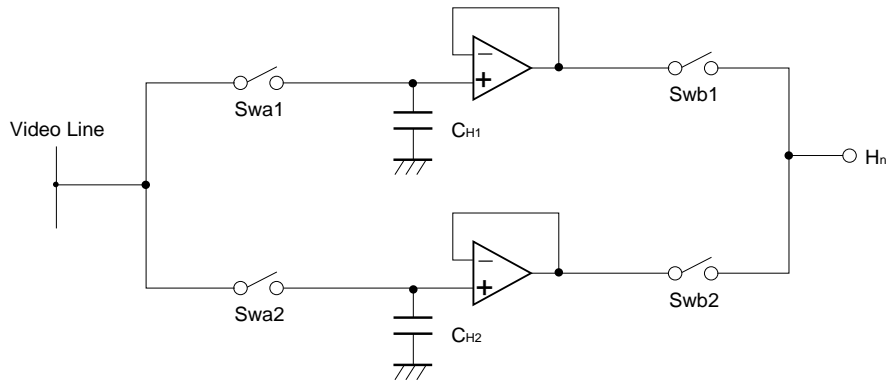 Swa1
Swb1
Video Line
CH1
Hn
Swa2
Swb2
CH2